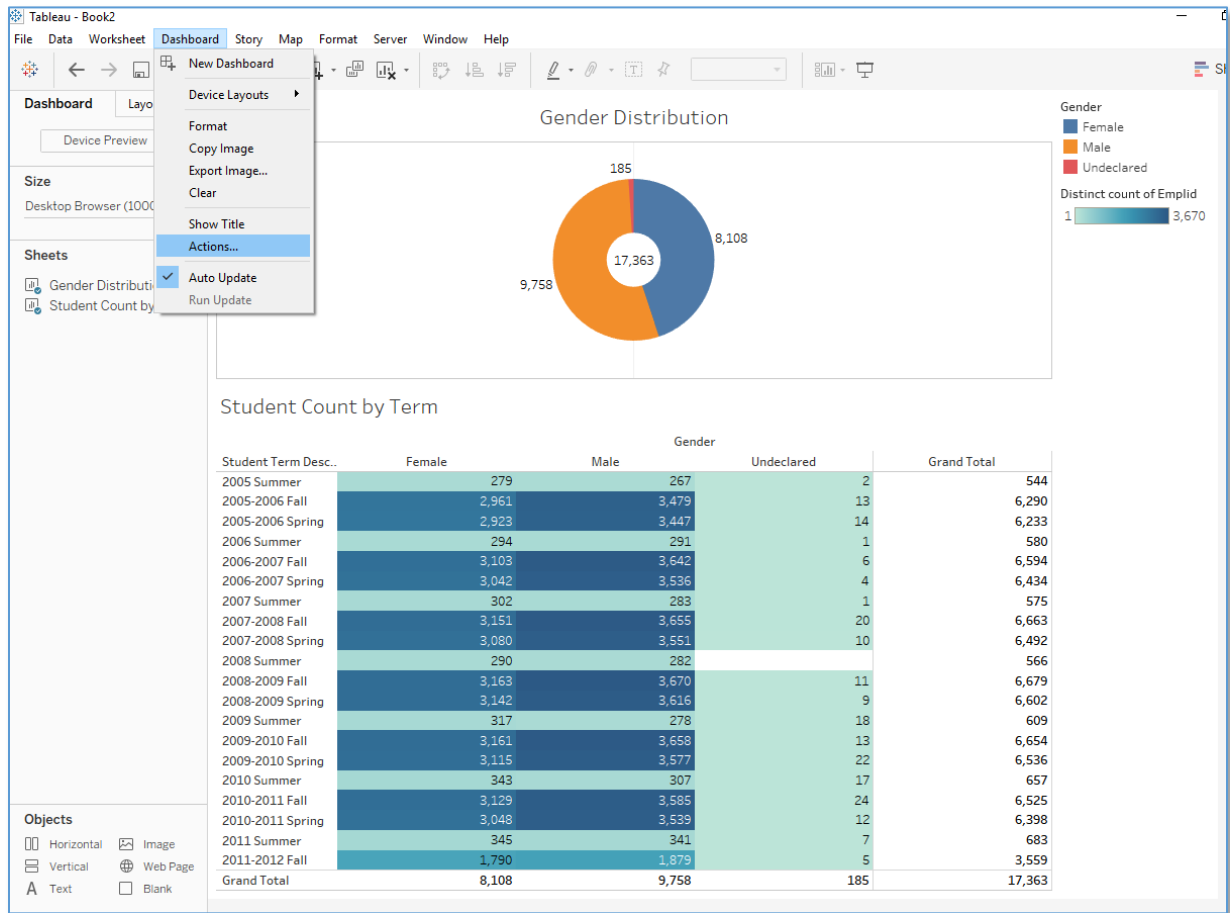 Tableau - Book2
File Data Worksheet Dashboard Story Map Format Server Window Help
New Dashboard
Device Layouts
Format
Copy Image
Export Image...
Clear
Show Title
Actions...
Auto Update
Run Update
Dashboard Layo
Device Preview
Size
Desktop Browser (1000
Sheets
Gender Distributi
Student Count by
Objects
Horizontal Image
Vertical Web Page
A Text Blank
Gender Distribution
185
8,108
17,363
9,758
Gender
Female
Male
Undeclared
Distinct count of Emplid
1 3,670
Student Count by Term
Gender
Student Term Desc.. Female Male Undeclared Grand Total
2005 Summer 279 267 2 544
2005-2006 Fall 2,961 3,479 13 6,290
2005-2006 Spring 2,923 3,447 14 6,233
2006 Summer 294 291 1 580
2006-2007 Fall 3,103 3,642 6 6,594
2006-2007 Spring 3,042 3,536 4 6,434
2007 Summer 302 283 1 575
2007-2008 Fall 3,151 3,655 20 6,663
2007-2008 Spring 3,080 3,551 10 6,492
2008 Summer 290 282 566
2008-2009 Fall 3,163 3,670 11 6,679
2008-2009 Spring 3,142 3,616 9 6,602
2009 Summer 317 278 18 609
2009-2010 Fall 3,161 3,658 13 6,654
2009-2010 Spring 3,115 3,577 22 6,536
2010 Summer 343 307 17 657
2010-2011 Fall 3,129 3,585 24 6,525
2010-2011 Spring 3,048 3,539 12 6,398
2011 Summer 345 341 7 683
2011-2012 Fall 1,790 1,879 5 3,559
Grand Total 8,108 9,758 185 17,363